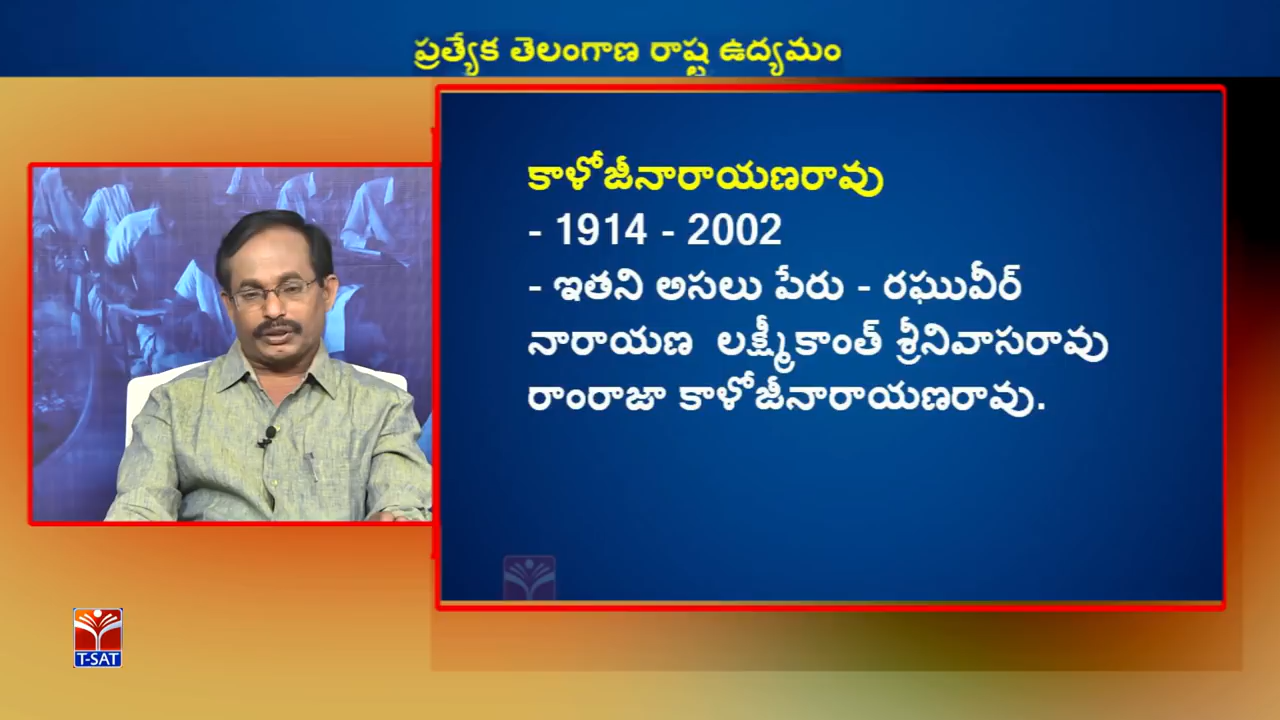 ప్రత్యేక తెలంగాణ రాష్ట ఉద్యమం
కాళోజీనారాయణరావు
- 1914 - 2002
- ఇతని అసలు పేరు - రఘువీర్
నారాయణ లక్ష్మీకాంత్ శ్రీనివాసరావు
రాంరాజా కాళోజీనారాయణరావు.
T-SAT